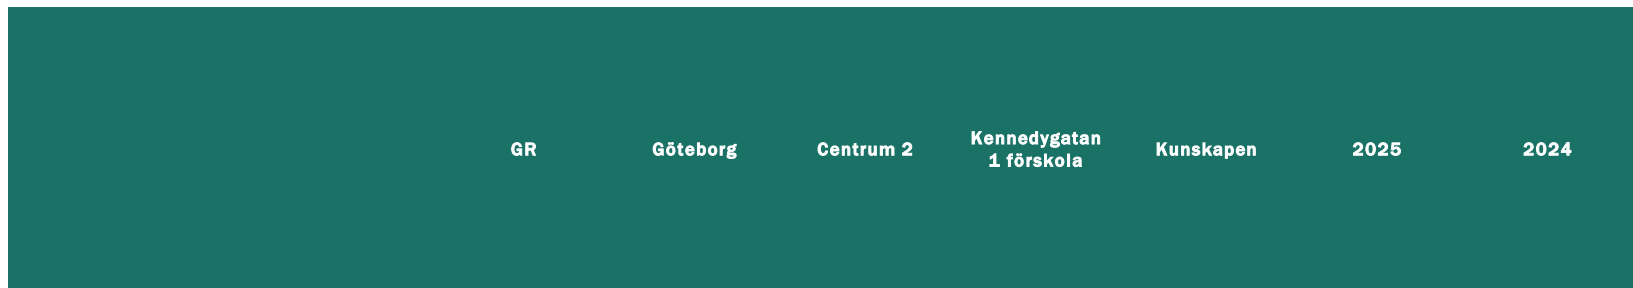 GR
Göteborg
Centrum 2
Kennedygatan
1 förskola
Kunskapen
2025
2024